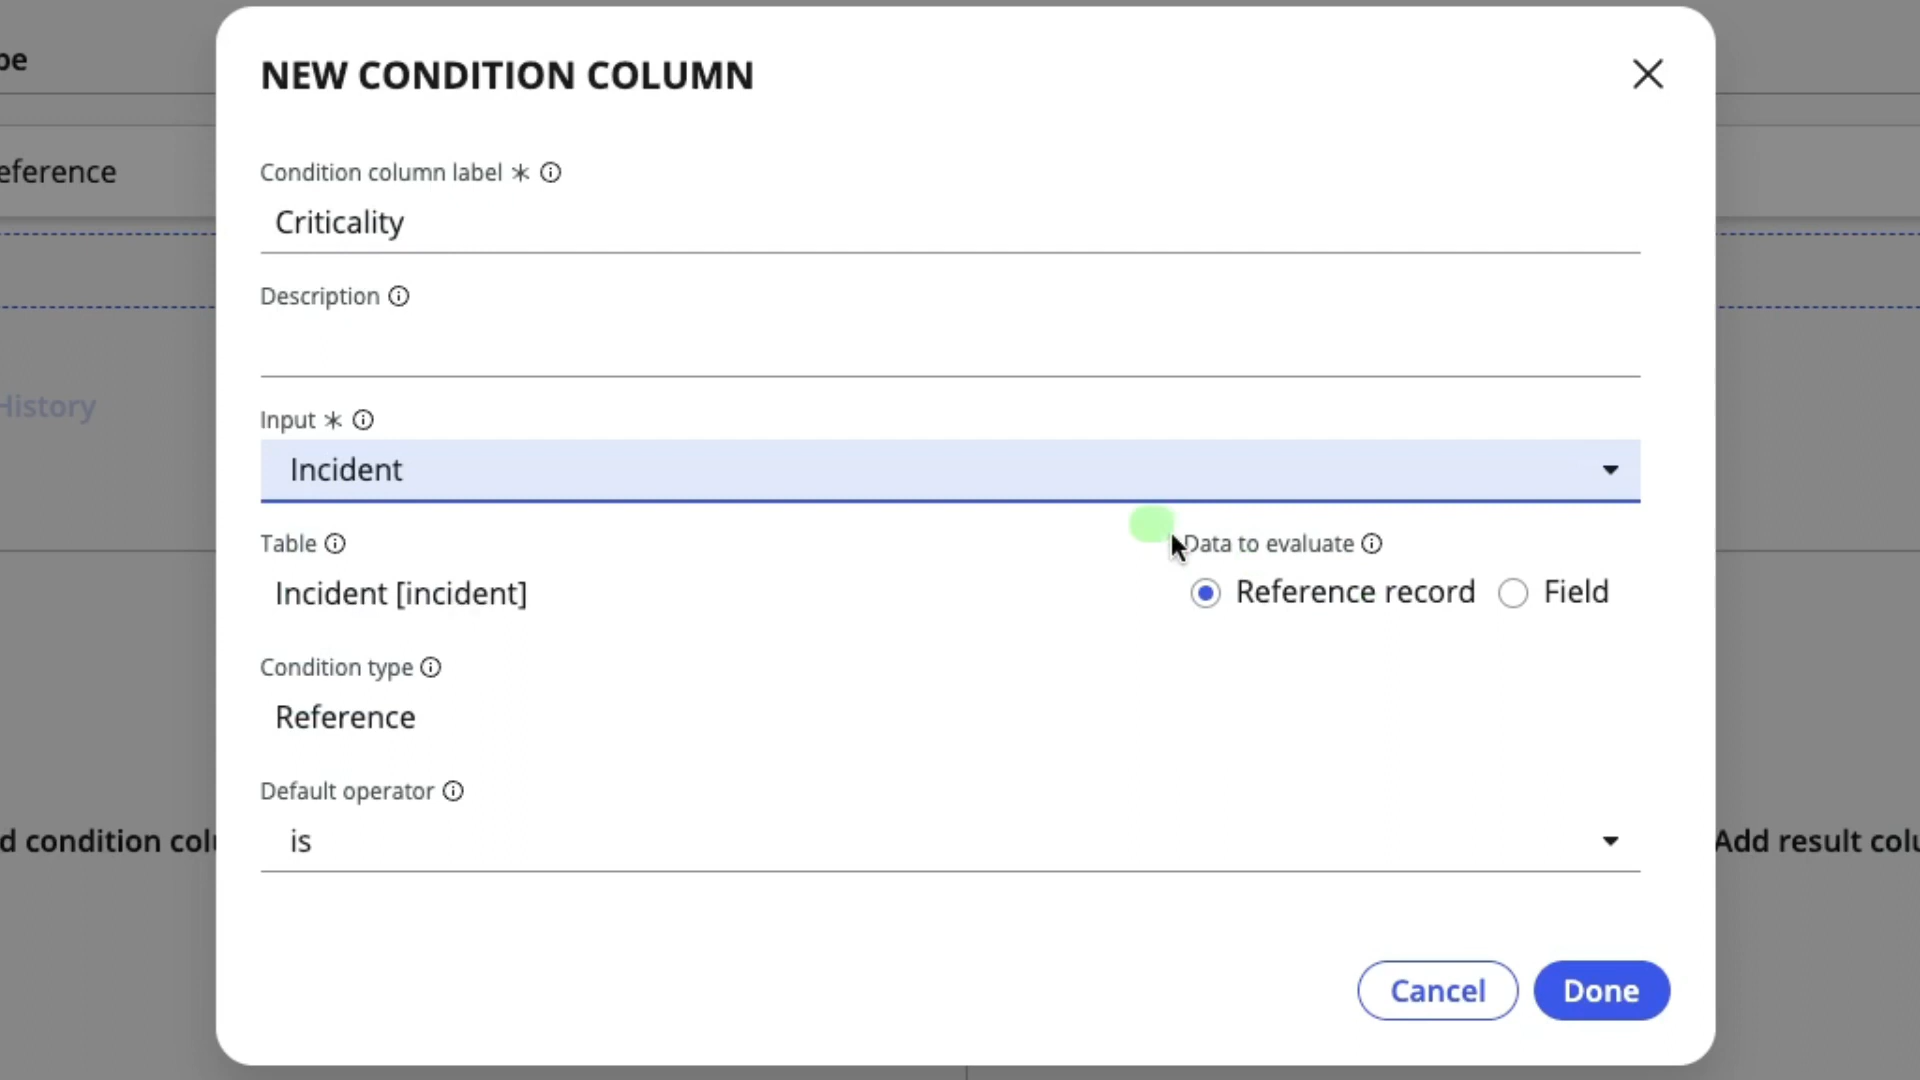 NEW CONDITION COLUMN
Condition column label *
Criticality
Description
Input *
Incident
Table
Data to evaluate
Incident [incident]
Reference record
Field
Condition type
Reference
Default operator
is
Cancel
Done
pe
eference
History
d condition colu
Add result colu